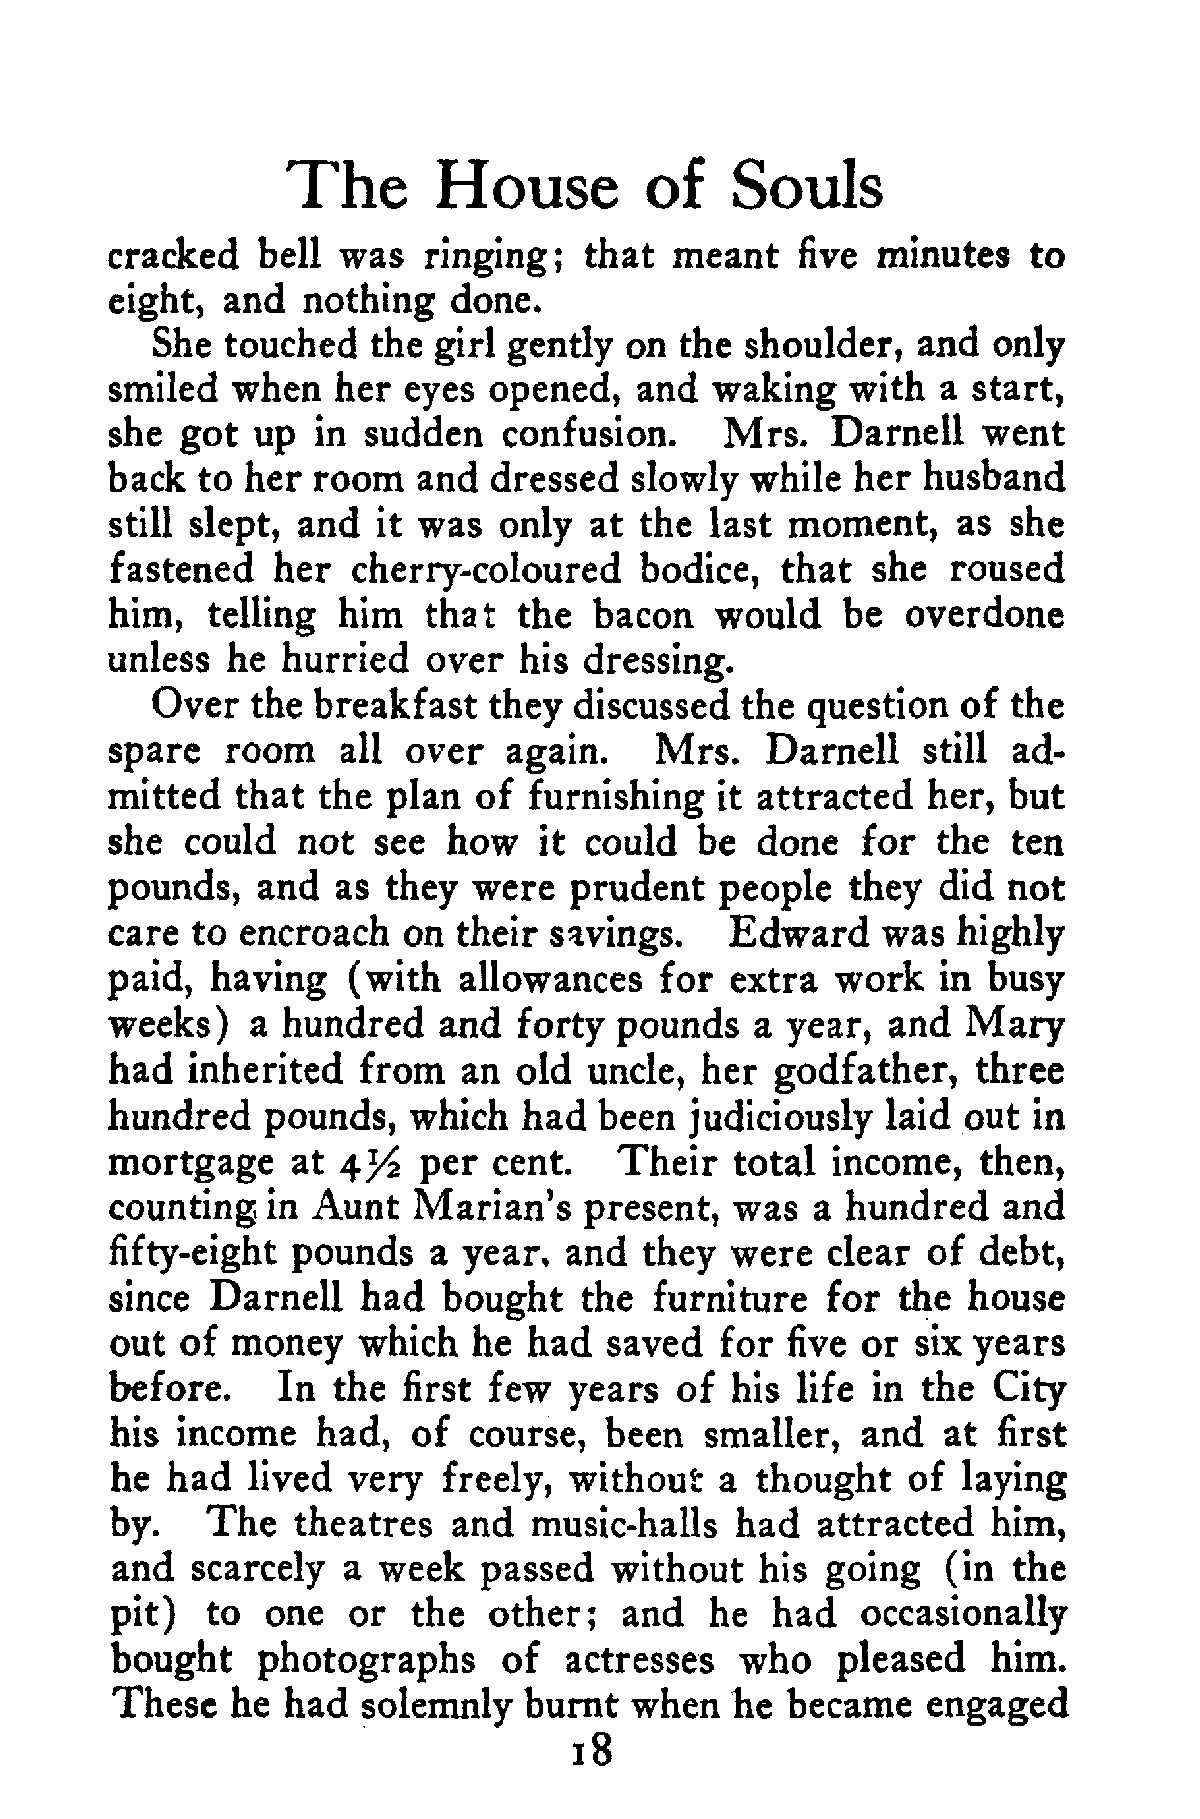 The House of Souls
cracked bell was ringing; that meant five minutes to
eight, and nothing done.
She touched the girl gently on the shoulder, and only
smiled when her eyes opened, and waking with a start,
she got up in sudden confusion. Mrs. Darnell went
back to her room and dressed slowly while her husband
still slept, and it was only at the last moment, as she
fastened her cherry-coloured bodice, that she roused
him, telling him that the bacon would be overdone
unless he hurried over his dressing.
Over the breakfast they discussed the question of the
spare room all over again. Mrs. Darnell still ad-
mitted that the plan of furnishing it attracted her, but
she could not see how it could be done for the ten
pounds, and as they were prudent people they did not
care to encroach on their savings. Edward was highly
paid, having (with allowances for extra work in busy
weeks) a hundred and forty pounds a year, and Mary
had inherited from an old uncle, her godfather, three
hundred pounds, which had been judiciously laid out in
mortgage at 4½ per cent. Their total income, then,
counting in Aunt Marian's present, was a hundred and
fifty-eight pounds a year, and they were clear of debt,
since Darnell had bought the furniture for the house
out of money which he had saved for five or six years
before. In the first few years of his life in the City
his income had, of course, been smaller, and at first
he had lived very freely, without a thought of laying
by. The theatres and music-halls had attracted him,
and scarcely a week passed without his going (in the
pit) to one or the other; and he had occasionally
bought photographs of actresses who pleased him.
These he had solemnly burnt when he became engaged
18